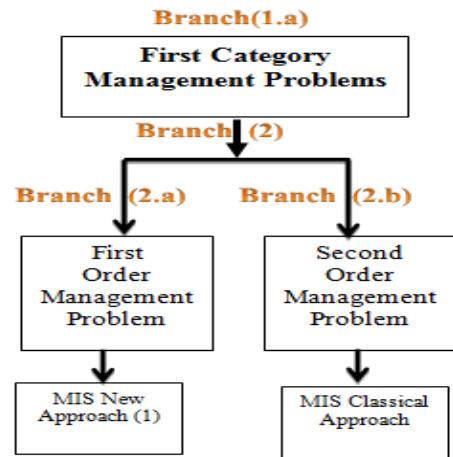 Branch(1.a)
First Category
Management Problems
Branch (2)
Branch (2.a)
Branch (2.b)
First
Order
Management
Problem
Second
Order
Management
Problem
MIS New
Approach (1)
MIS Classical
Approach